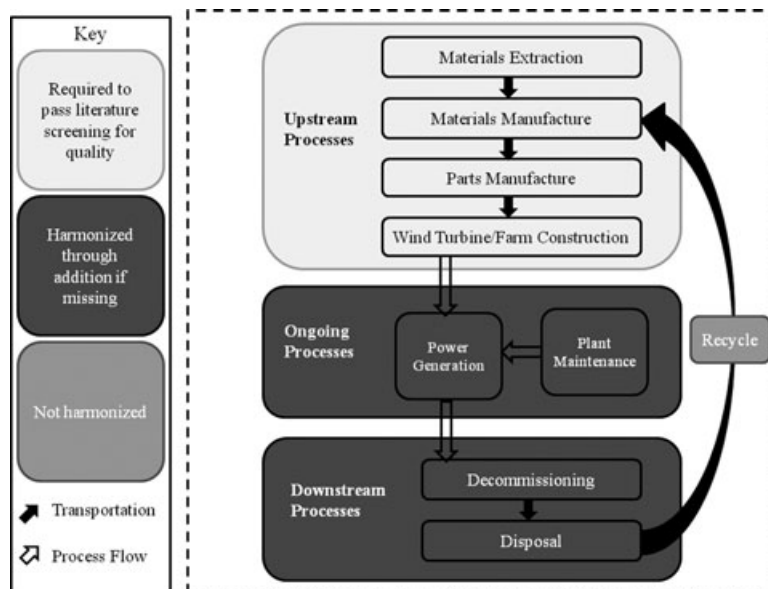 Key
Required to
pass literature
screening for
quality
Harmonized
through
addition if
missing
Not harmonized
Transportation
Process Flow
Upstream
Processes
Materials Extraction
Materials Manufacture
Parts Manufacture
Wind Turbine/Farm Construction
Ongoing
Processes
Power
Generation
Plant
Maintenance
Recycle
Downstream
Processes
Decommissioning
Disposal